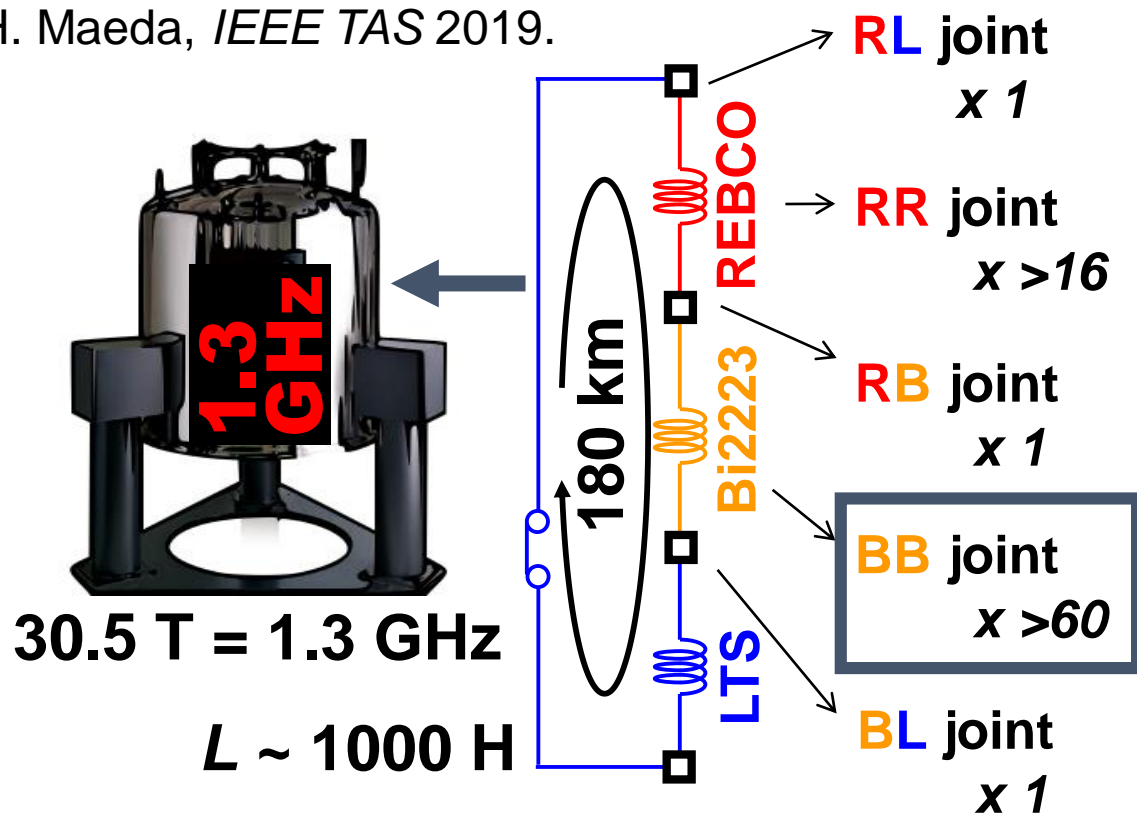 H. Maeda, IEEE TAS 2019.
RL joint
x 1
REBCO
RR joint
x >16
1.3
GHz
180 km
RB joint
x 1
Bi2223
BB joint
x >60
30.5 T = 1.3 GHz
LTS
BL joint
x 1
L ~ 1000 H